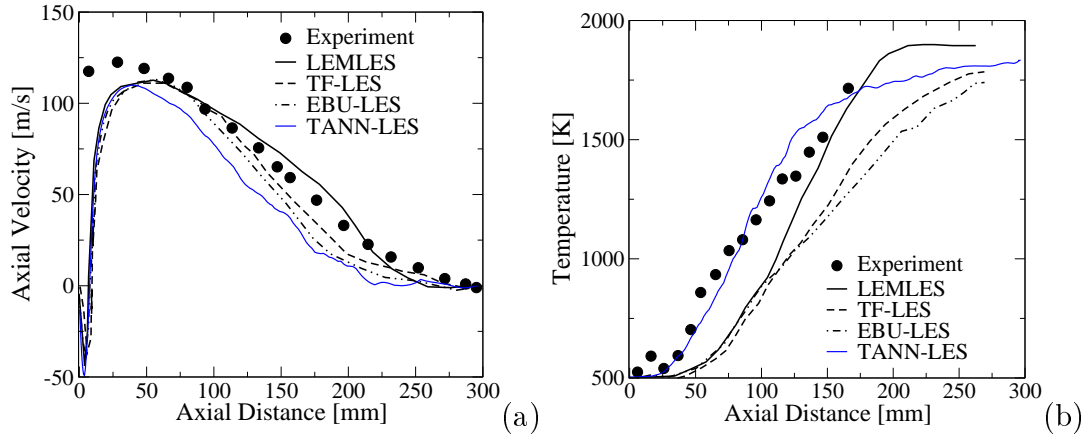 150
100
50
0
-50
Axial Velocity [m/s]
Experiment
LEMLES
TF-LES
EBU-LES
TANN-LES
0 50 100 150 200 250 300
Axial Distance [mm]
(a)
2000
1500
1000
500
Temperature [K]
Experiment
LEMLES
TF-LES
EBU-LES
TANN-LES
0 50 100 150 200 250 300
Axial Distance [mm]
(b)